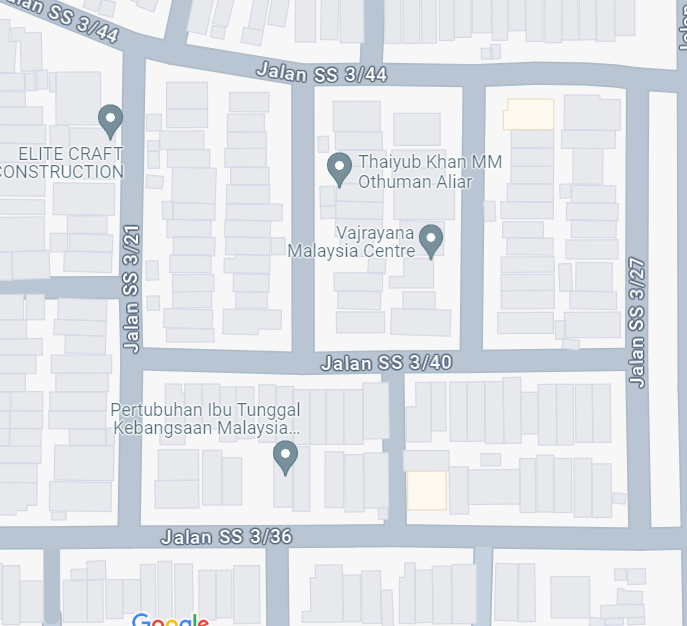 Jalan SS 3/44
Jalan SS 3/44
ELITE CRAFT
CONSTRUCTION
Thaiyub Khan MM
Othuman Aliar
Vajrayana
Malaysia Centre
Jalan SS 3/21
Jalan SS 3/27
Jalan SS 3/40
Pertubuhan Ibu Tunggal
Kebangsaan Malaysia...
Jalan SS 3/36
Google